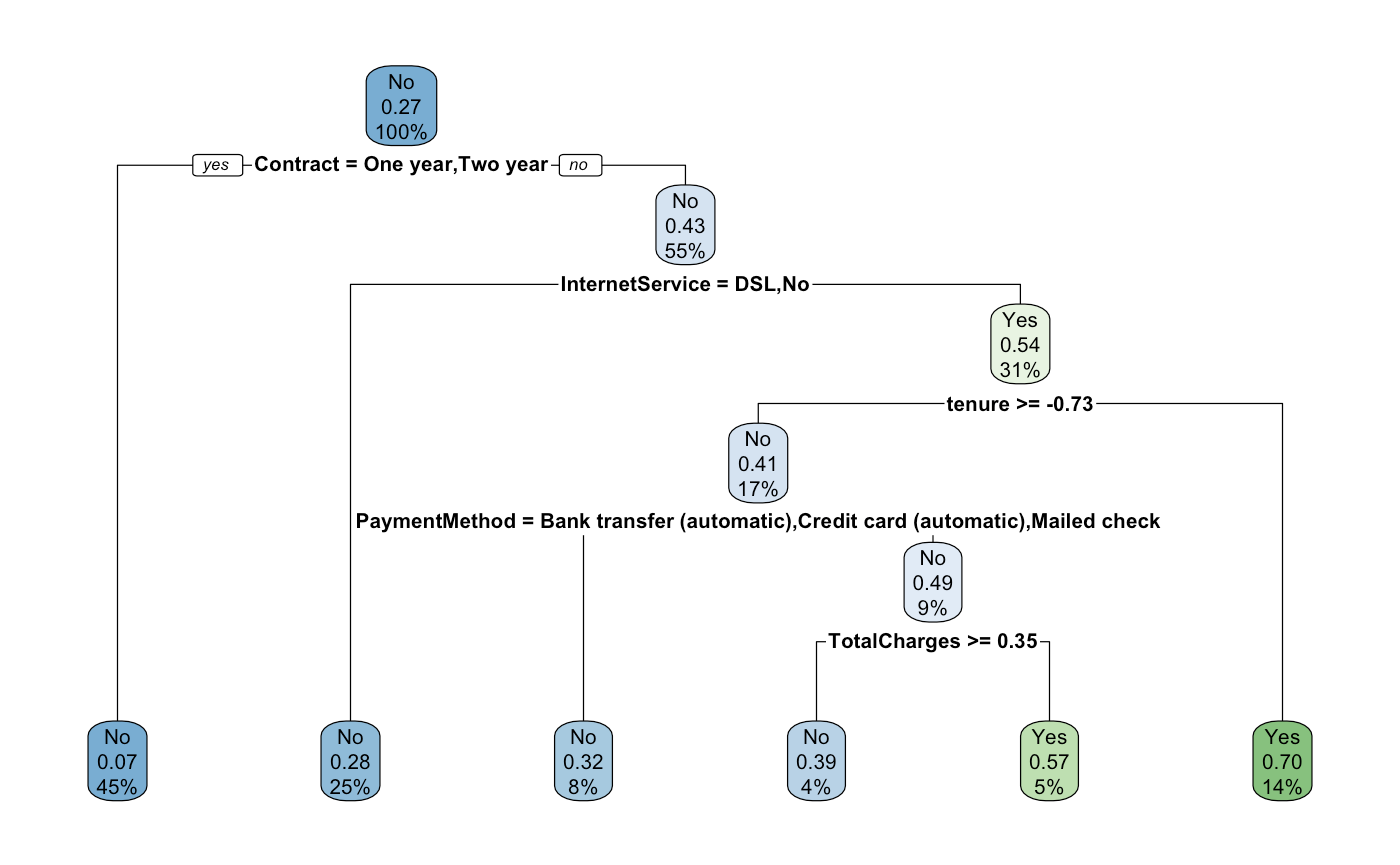 No
0.27
100%
yes
Contract = One year,Two year
no
No
0.43
55%
InternetService = DSL,No
Yes
0.54
31%
tenure >= -0.73
No
0.41
17%
PaymentMethod = Bank transfer (automatic),Credit card (automatic),Mailed check
No
0.49
9%
TotalCharges >= 0.35
No
0.07
45%
No
0.28
25%
No
0.32
8%
No
0.39
4%
Yes
0.57
5%
Yes
0.70
14%